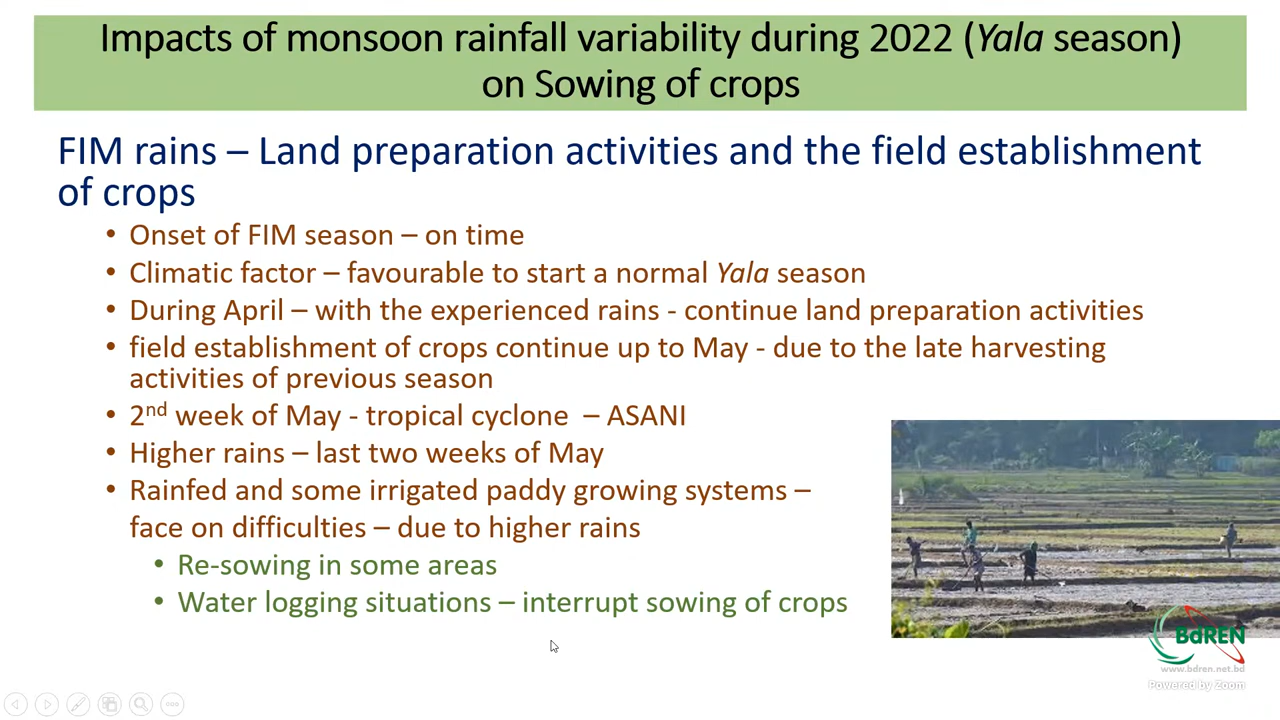 Impacts of monsoon rainfall variability during 2022 (Yala season)
on Sowing of crops
FIM rains – Land preparation activities and the field establishment
of crops
• Onset of FIM season – on time
• Climatic factor – favourable to start a normal Yala season
• During April – with the experienced rains - continue land preparation activities
• field establishment of crops continue up to May - due to the late harvesting
activities of previous season
• 2nd week of May - tropical cyclone – ASANI
• Higher rains – last two weeks of May
• Rainfed and some irrigated paddy growing systems –
face on difficulties – due to higher rains
• Re-sowing in some areas
• Water logging situations – interrupt sowing of crops
BdREN
www.bdren.net.bd
Powered by Zoom